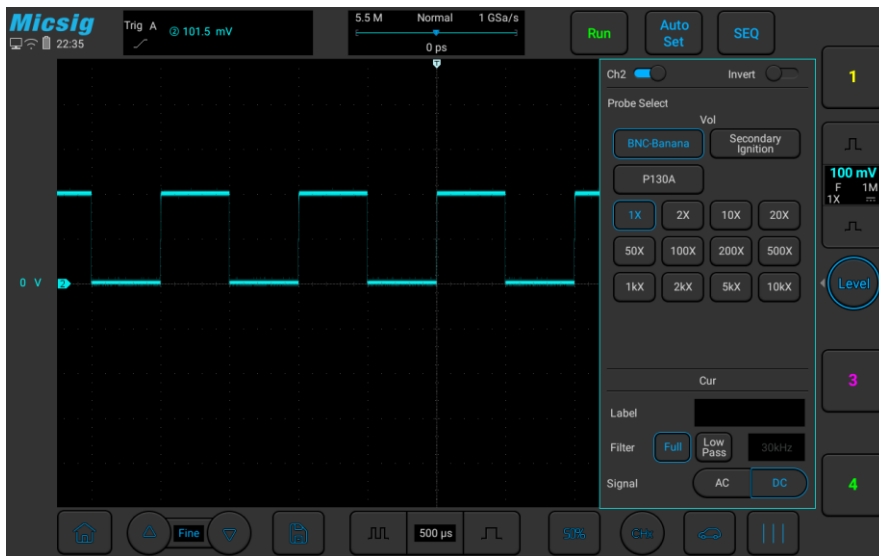 Micsig
22:35
Trig A
② 101.5 mV
5.5 M Normal 1 GSa/s
0 ps
Run
Auto
Set
SEQ
T
Ch2
Invert
Probe Select
Vol
BNC-Banana
Secondary
Ignition
P130A
1X 2X 10X 20X
50X 100X 200X 500X
1kX 2kX 5kX 10kX
Cur
Label
Filter Full Low
Pass 30kHz
Signal AC DC
0 V 2
1
100 mV
F 1M
1X
Level
3
4
Fine
500 µs
50%
CHx